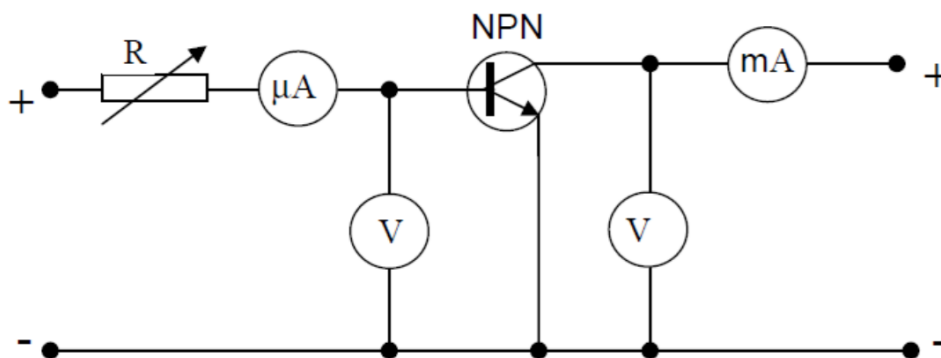 NPN
R
+ µA mA +
V V
- -